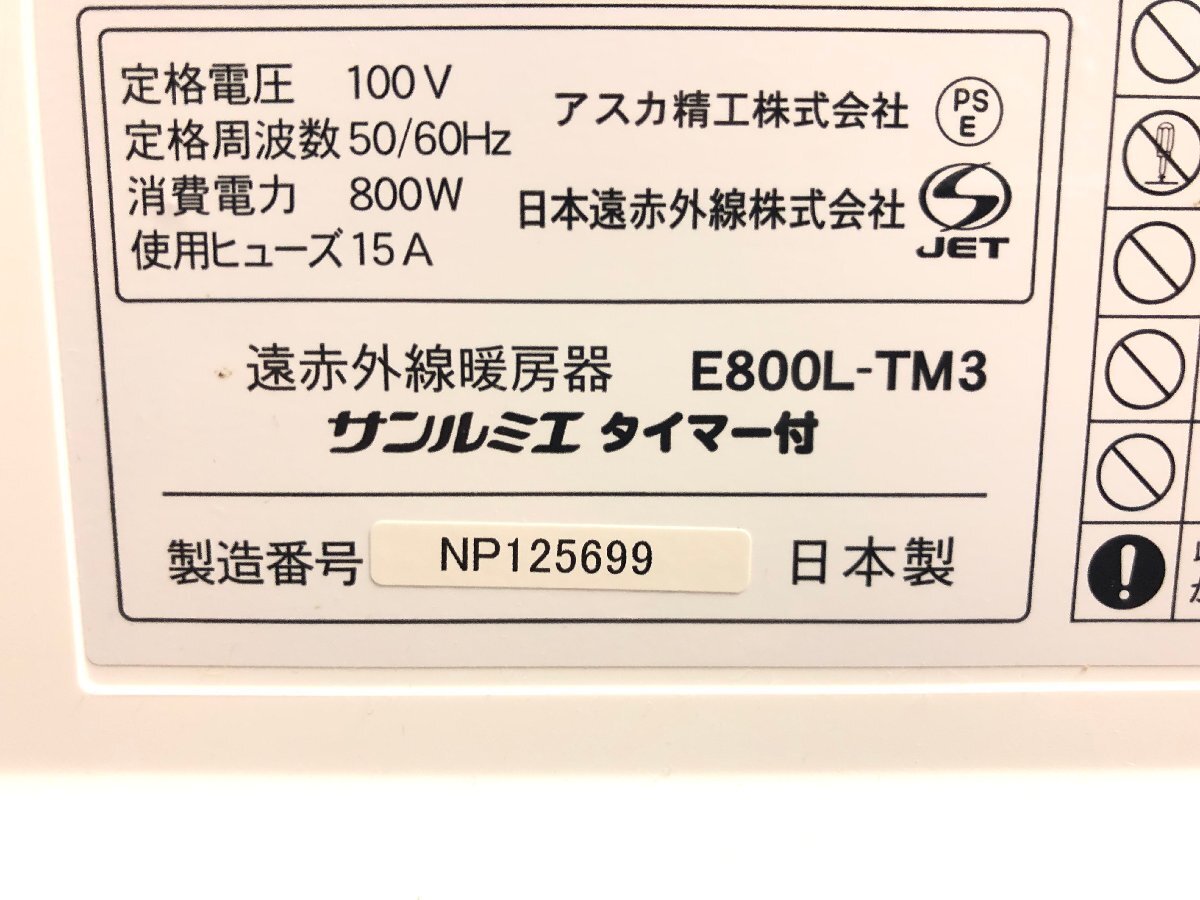 定格電圧 100V
定格周波数 50/60Hz
消費電力 800W
使用ヒューズ 15A
アスカ精工株式会社
PS
E
日本遠赤外線株式会社
JET
遠赤外線暖房器 E800L-TM3
サンルミエ タイマー付
製造番号 NP125699 日本製